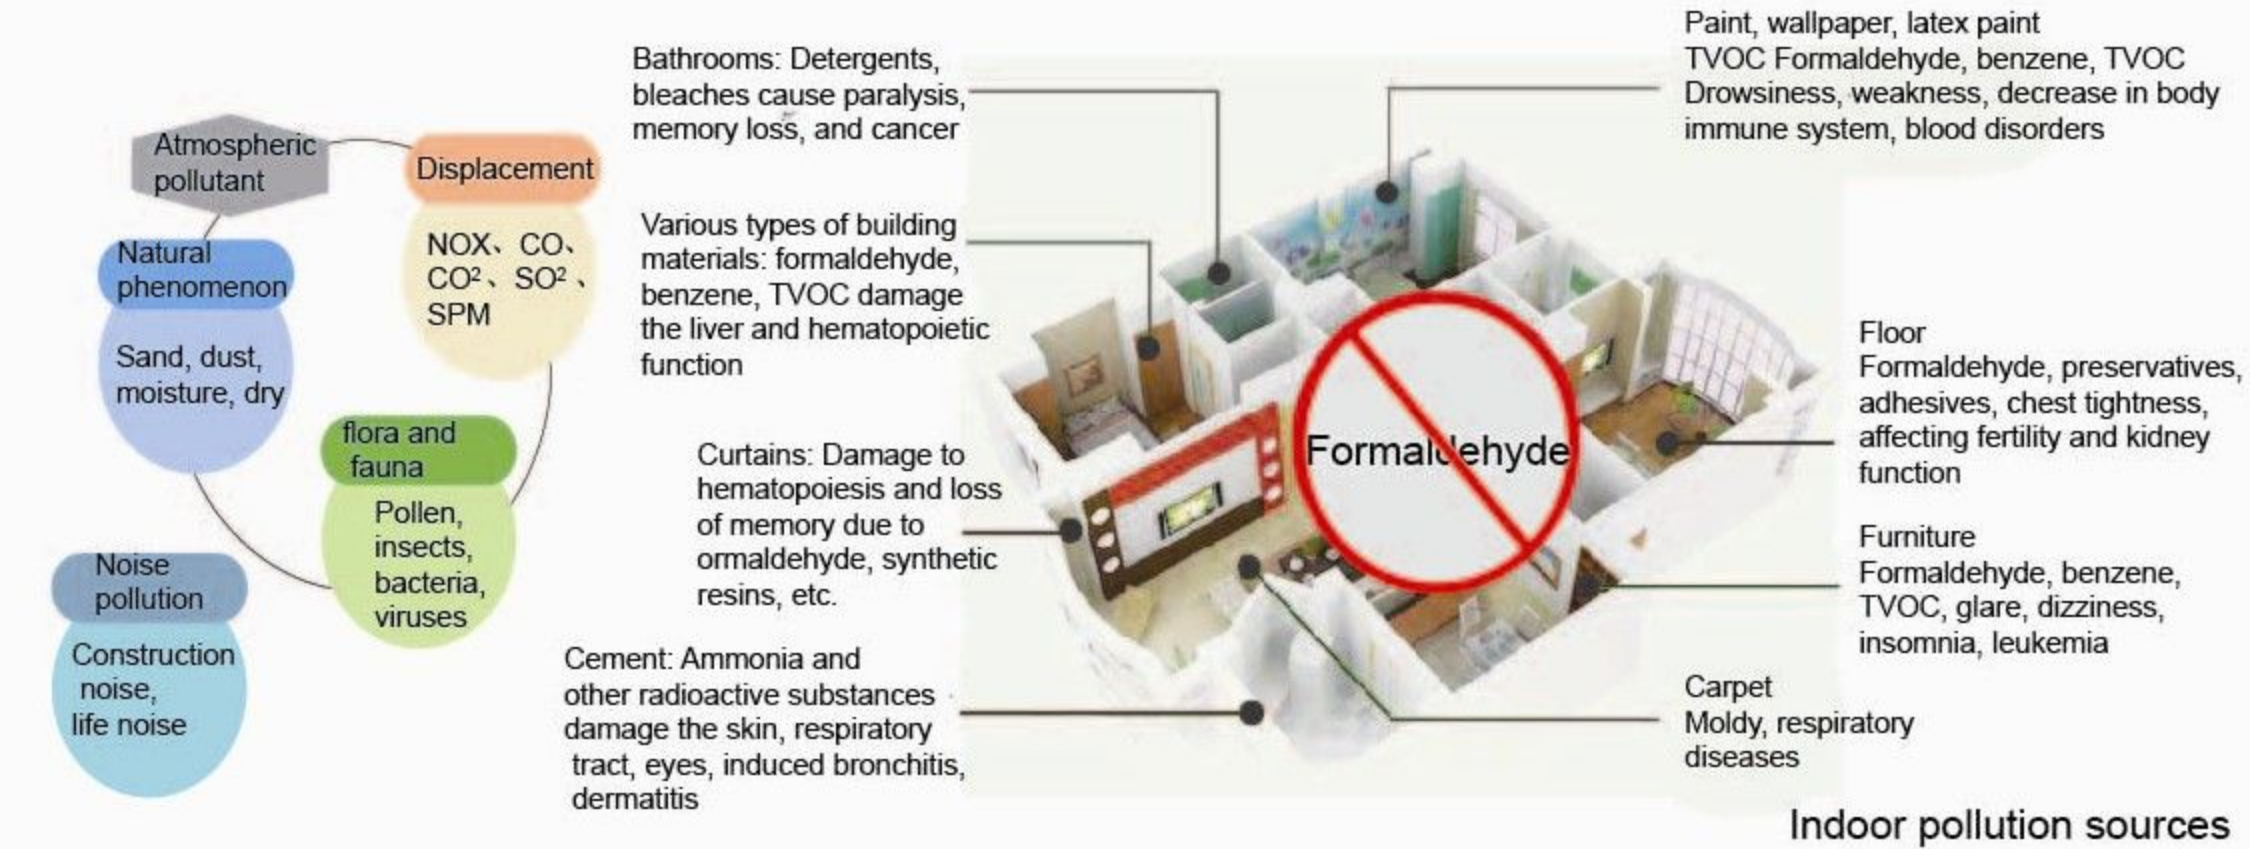 Atmospheric
pollutant
Displacement
NOX、CO、
CO²、SO²、
SPM
Natural
phenomenon
Sand, dust,
moisture, dry
flora and
fauna
Pollen,
insects,
bacteria,
viruses
Noise
pollution
Construction
noise,
life noise
Bathrooms: Detergents,
bleaches cause paralysis,
memory loss, and cancer
Various types of building
materials: formaldehyde,
benzene, TVOC damage
the liver and hematopoietic
function
Curtains: Damage to
hematopoiesis and loss
of memory due to
ormaldehyde, synthetic
resins, etc.
Cement: Ammonia and
other radioactive substances
damage the skin, respiratory
tract, eyes, induced bronchitis,
dermatitis
Formaldehyde
Paint, wallpaper, latex paint
TVOC Formaldehyde, benzene, TVOC
Drowsiness, weakness, decrease in body
immune system, blood disorders
Floor
Formaldehyde, preservatives,
adhesives, chest tightness,
affecting fertility and kidney
function
Furniture
Formaldehyde, benzene,
TVOC, glare, dizziness,
insomnia, leukemia
Carpet
Moldy, respiratory
diseases
Indoor pollution sources